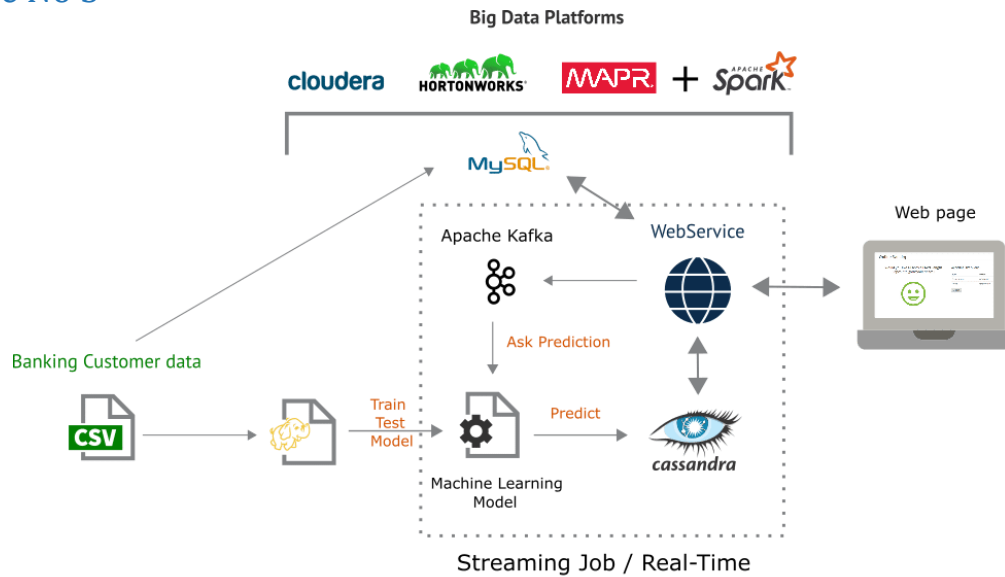 Big Data Platforms
cloudera
HORTONWORKS
MAPR.
+
APACHE
Spark
MySQL
Apache Kafka
WebService
Web page
Ask Prediction
Banking Customer data
CSV
Train
Test
Model
Predict
cassandra
Machine Learning
Model
Streaming Job / Real-Time